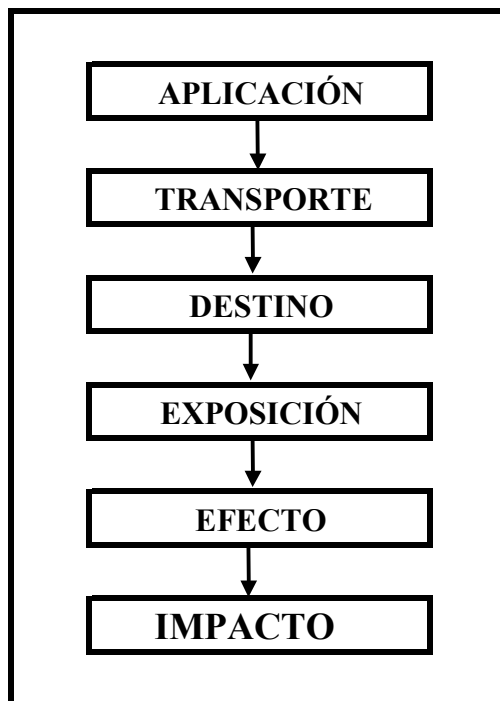 APLICACIÓN
TRANSPORTE
DESTINO
EXPOSICIÓN
EFECTO
IMPACTO